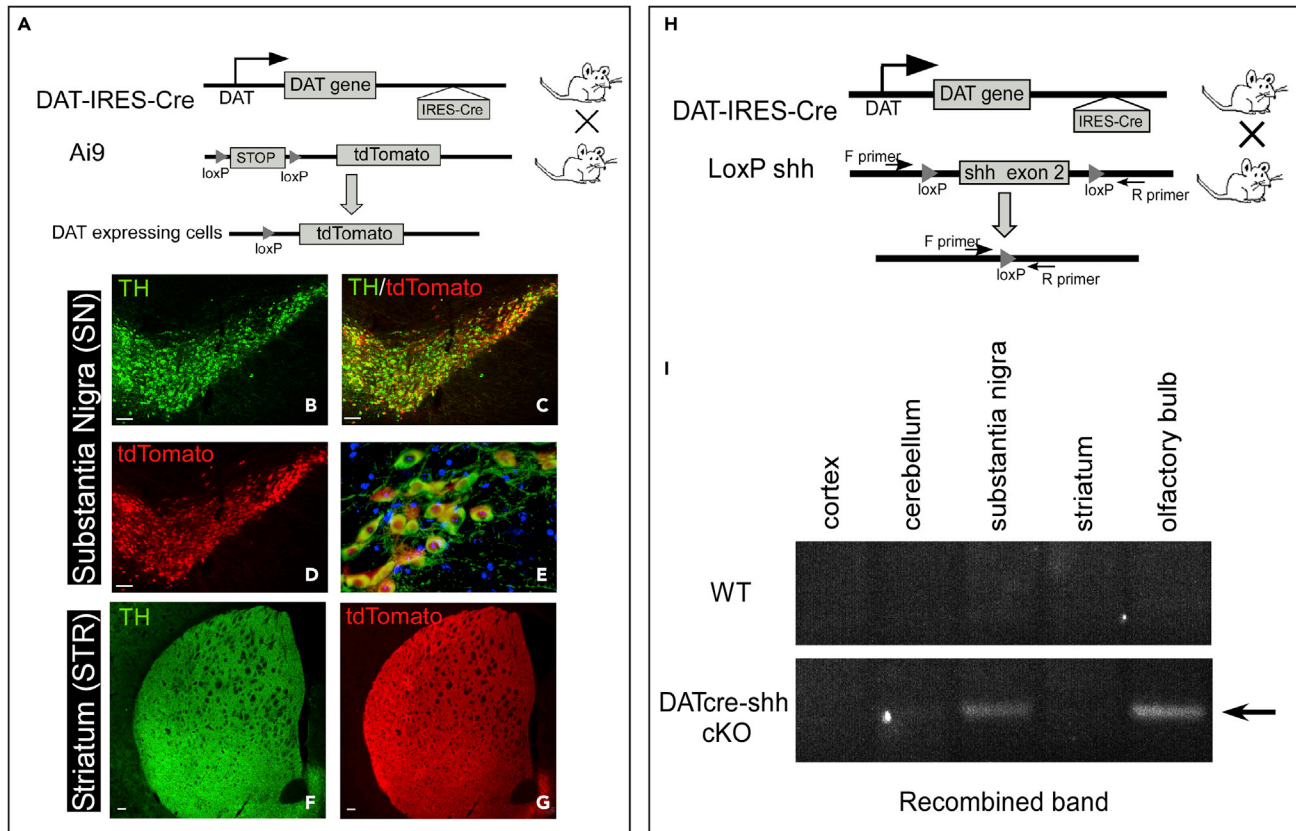 A
DAT-IRES-Cre
DAT
DAT gene
IRES-Cre
Ai9
loxP
STOP
loxP
tdTomato
DAT expressing cells
loxP
tdTomato
Substantia Nigra (SN)
TH
B
TH/tdTomato
C
tdTomato
D
E
Striatum (STR)
TH
F
tdTomato
G
H
DAT-IRES-Cre
DAT
DAT gene
IRES-Cre
LoxP shh
F primer
loxP
shh exon 2
loxP
R primer
F primer
loxP
R primer
I
cortex
cerebellum
substantia nigra
striatum
olfactory bulb
WT
DATcre-shh
cKO
Recombined band